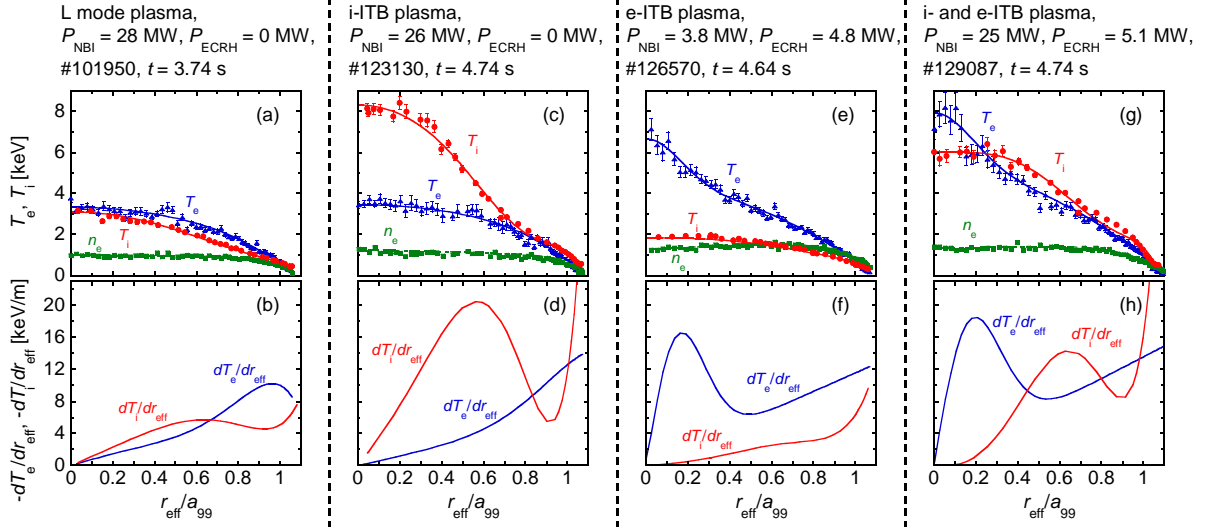 L mode plasma,
P_NBI = 28 MW, P_ECRH = 0 MW,
#101950, t = 3.74 s
i-ITB plasma,
P_NBI = 26 MW, P_ECRH = 0 MW,
#123130, t = 4.74 s
e-ITB plasma,
P_NBI = 3.8 MW, P_ECRH = 4.8 MW,
#126570, t = 4.64 s
i- and e-ITB plasma,
P_NBI = 25 MW, P_ECRH = 5.1 MW,
#129087, t = 4.74 s
T_e, T_i [keV]
8
6
4
2
0
(a)
T_e
T_i
n_e
(c)
T_i
T_e
n_e
(e)
T_e
T_i
n_e
(g)
T_e
T_i
n_e
-dT_e/dr_eff, -dT_i/dr_eff [keV/m]
20
16
12
8
4
0
(b)
dT_e/dr_eff
dT_i/dr_eff
0 0.2 0.4 0.6 0.8 1
r_eff/a_99
(d)
dT_i/dr_eff
dT_e/dr_eff
0 0.2 0.4 0.6 0.8 1
r_eff/a_99
(f)
dT_e/dr_eff
dT_i/dr_eff
0 0.2 0.4 0.6 0.8 1
r_eff/a_99
(h)
dT_e/dr_eff
dT_i/dr_eff
0 0.2 0.4 0.6 0.8 1
r_eff/a_99